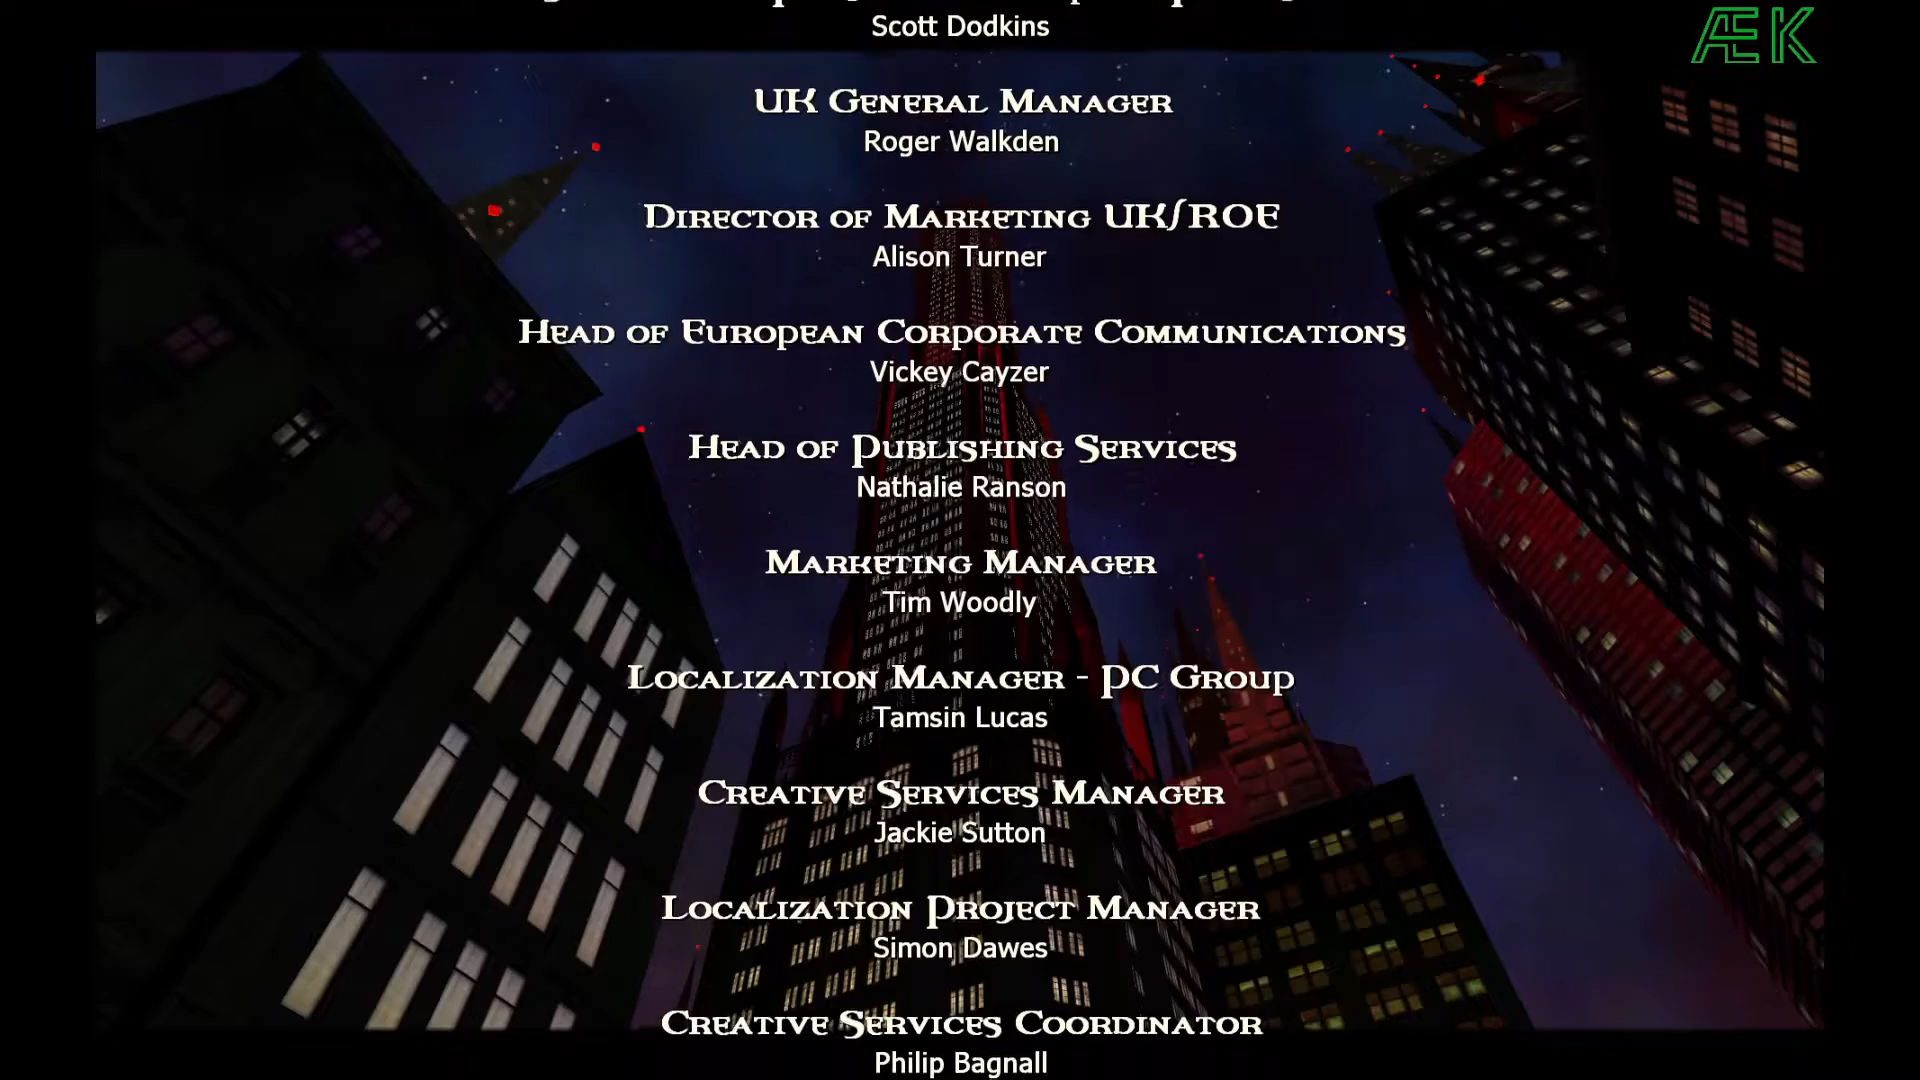 Scott Dodkins
ÆK
UK General Manager
Roger Walkden
Director of Marketing UK/ROE
Alison Turner
Head of European Corporate Communications
Vickey Cayzer
Head of Publishing Services
Nathalie Ranson
Marketing Manager
Tim Woodly
Localization Manager - PC Group
Tamsin Lucas
Creative Services Manager
Jackie Sutton
Localization Project Manager
Simon Dawes
Creative Services Coordinator
Philip Bagnall